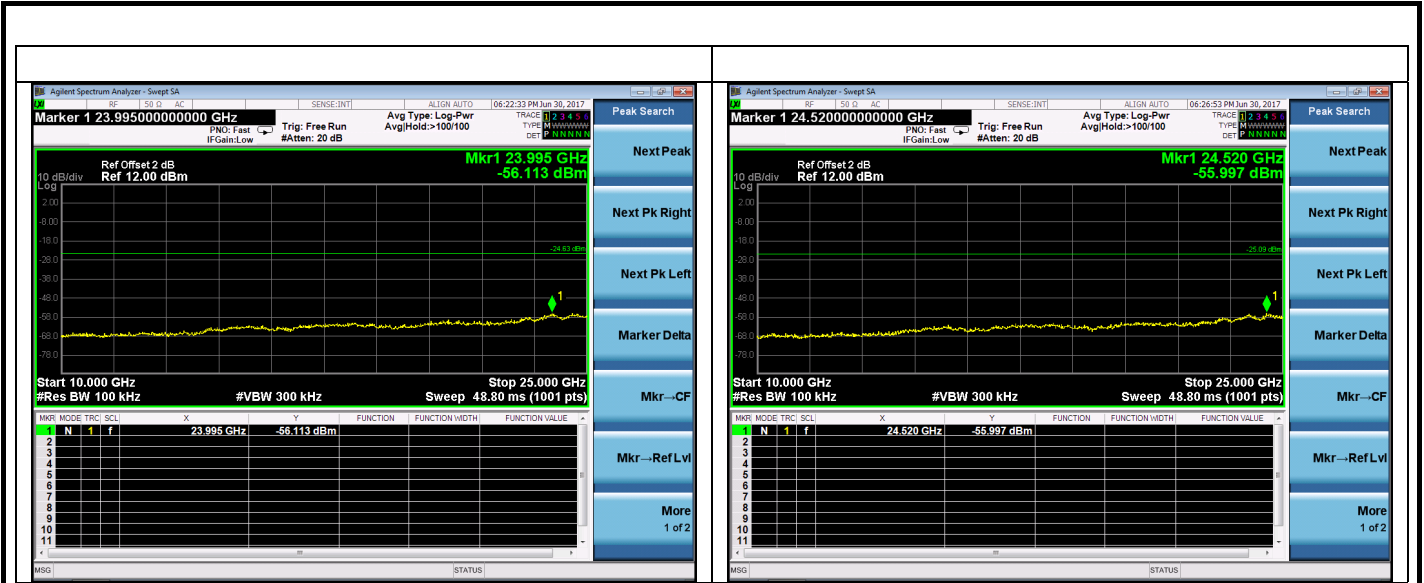 Agilent Spectrum Analyzer - Swept SA
RF 50 Ω AC SENSE:INT ALIGN AUTO 06:22:33 PM Jun 30, 2017
Marker 1 23.995000000000 GHz
PNO: Fast
IFGain:Low
Trig: Free Run
#Atten: 20 dB
Avg Type: Log-Pwr
Avg|Hold:>100/100
TRACE 1 2 3 4 5 6
TYPE M W W W W W
DET P N N N N N
Ref Offset 2 dB
Ref 12.00 dBm
10 dB/div
Log
Mkr1 23.995 GHz
-56.113 dBm
2.00
-8.00
-18.0
-28.0
-38.0
-48.0
-58.0
-68.0
-78.0
-24.63 dBm
1
Start 10.000 GHz
Stop 25.000 GHz
#Res BW 100 kHz
#VBW 300 kHz
Sweep 48.80 ms (1001 pts)
MKR MODE TRC SCL X Y FUNCTION FUNCTION WIDTH FUNCTION VALUE
1 N 1 f 23.995 GHz -56.113 dBm
2
3
4
5
6
7
8
9
10
11
MSG
STATUS
Peak Search
Next Peak
Next Pk Right
Next Pk Left
Marker Delta
Mkr→CF
Mkr→Ref Lvl
More
1 of 2
Agilent Spectrum Analyzer - Swept SA
RF 50 Ω AC SENSE:INT ALIGN AUTO 06:26:53 PM Jun 30, 2017
Marker 1 24.520000000000 GHz
PNO: Fast
IFGain:Low
Trig: Free Run
#Atten: 20 dB
Avg Type: Log-Pwr
Avg|Hold:>100/100
TRACE 1 2 3 4 5 6
TYPE M W W W W W
DET P N N N N N
Ref Offset 2 dB
Ref 12.00 dBm
10 dB/div
Log
Mkr1 24.520 GHz
-55.997 dBm
2.00
-8.00
-18.0
-28.0
-38.0
-48.0
-58.0
-68.0
-78.0
-25.09 dBm
1
Start 10.000 GHz
Stop 25.000 GHz
#Res BW 100 kHz
#VBW 300 kHz
Sweep 48.80 ms (1001 pts)
MKR MODE TRC SCL X Y FUNCTION FUNCTION WIDTH FUNCTION VALUE
1 N 1 f 24.520 GHz -55.997 dBm
2
3
4
5
6
7
8
9
10
11
MSG
STATUS
Peak Search
Next Peak
Next Pk Right
Next Pk Left
Marker Delta
Mkr→CF
Mkr→Ref Lvl
More
1 of 2